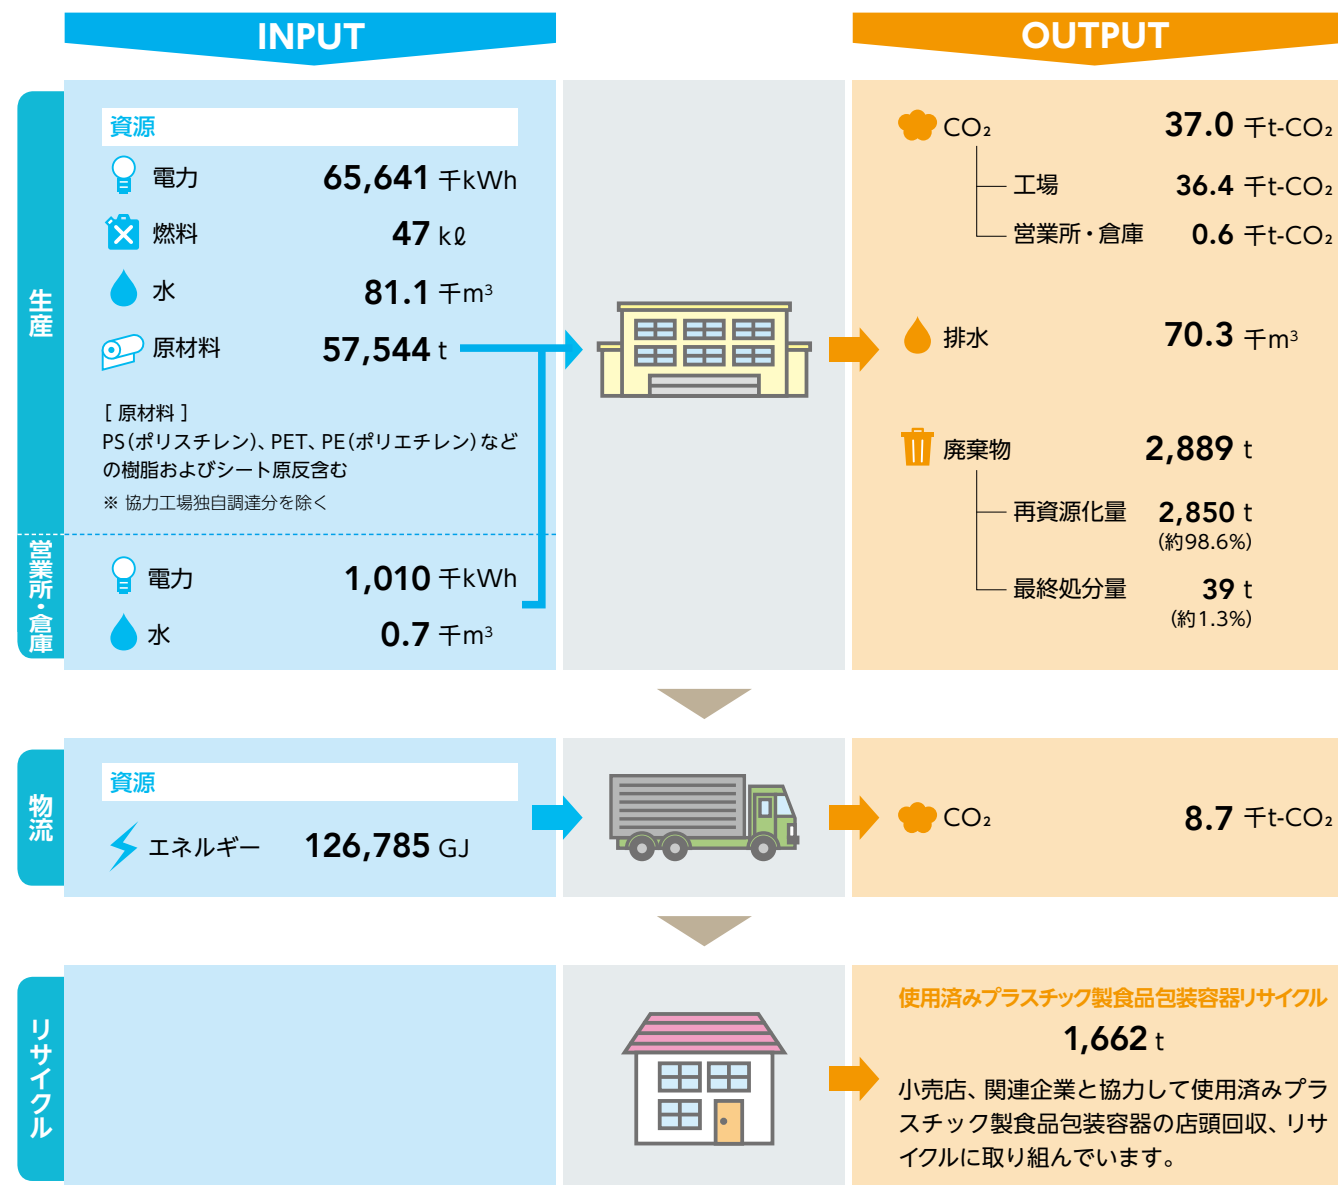 INPUT
OUTPUT
生産
資源
電力 65,641 千kWh
燃料 47 kℓ
水 81.1 千m³
原材料 57,544 t
[ 原材料 ]
PS(ポリスチレン)、PET、PE(ポリエチレン)など
の樹脂およびシート原反含む
※ 協力工場独自調達分を除く
営業所・倉庫
電力 1,010 千kWh
水 0.7 千m³
CO₂ 37.0 千t-CO₂
工場 36.4 千t-CO₂
営業所・倉庫 0.6 千t-CO₂
排水 70.3 千m³
廃棄物 2,889 t
再資源化量 2,850 t
(約98.6%)
最終処分量 39 t
(約1.3%)
物流
資源
エネルギー 126,785 GJ
CO₂ 8.7 千t-CO₂
リサイクル
使用済みプラスチック製食品包装容器リサイクル
1,662 t
小売店、関連企業と協力して使用済みプラ
スチック製食品包装容器の店頭回収、リサ
イクルに取り組んでいます。